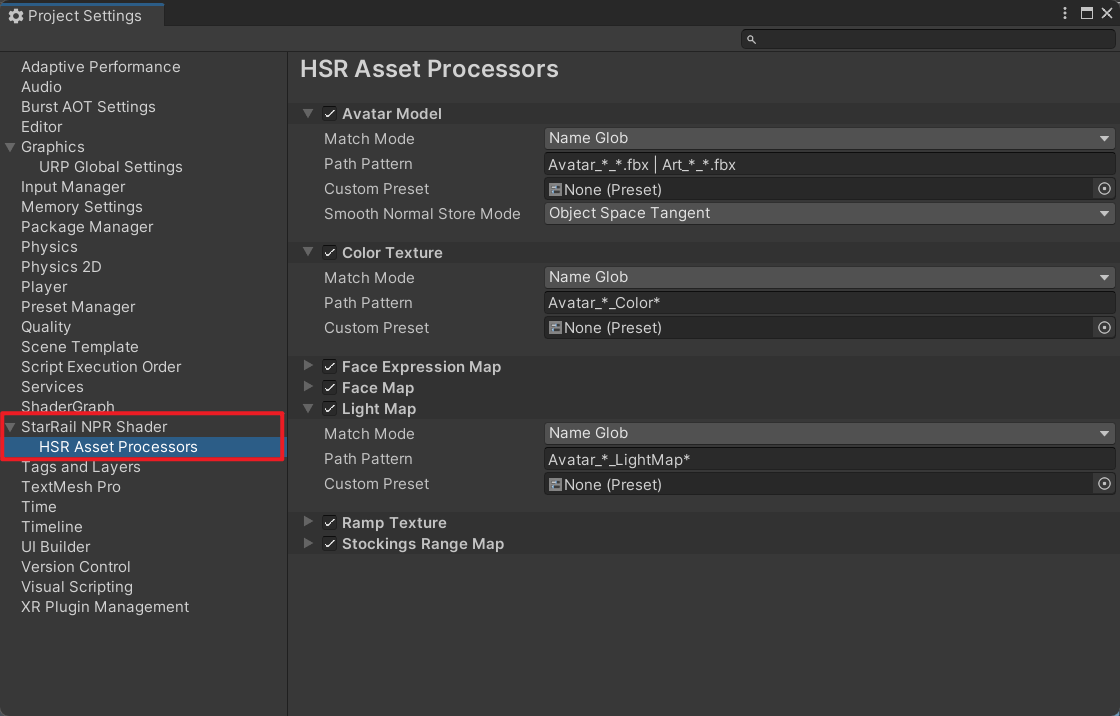 Project Settings
Adaptive Performance
Audio
Burst AOT Settings
Editor
Graphics
URP Global Settings
Input Manager
Memory Settings
Package Manager
Physics
Physics 2D
Player
Preset Manager
Quality
Scene Template
Script Execution Order
Services
ShaderGraph
StarRail NPR Shader
HSR Asset Processors
Tags and Layers
TextMesh Pro
Time
Timeline
UI Builder
Version Control
Visual Scripting
XR Plugin Management
HSR Asset Processors
Avatar Model
Match Mode Name Glob
Path Pattern Avatar_*_*.fbx | Art_*_*.fbx
Custom Preset None (Preset)
Smooth Normal Store Mode Object Space Tangent
Color Texture
Match Mode Name Glob
Path Pattern Avatar_*_Color*
Custom Preset None (Preset)
Face Expression Map
Face Map
Light Map
Match Mode Name Glob
Path Pattern Avatar_*_LightMap*
Custom Preset None (Preset)
Ramp Texture
Stockings Range Map